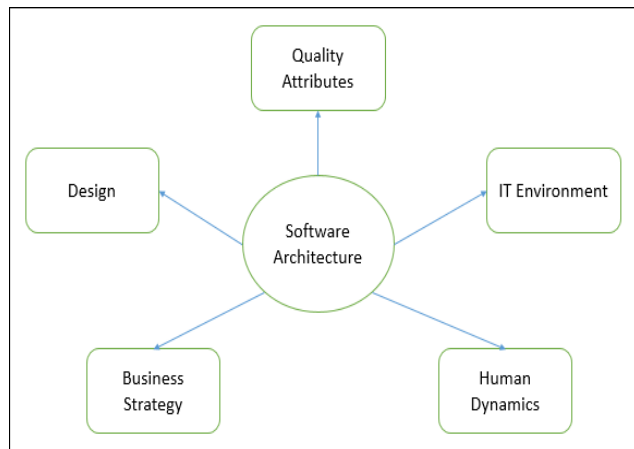 Quality
Attributes
Design
IT Environment
Software
Architecture
Business
Strategy
Human
Dynamics